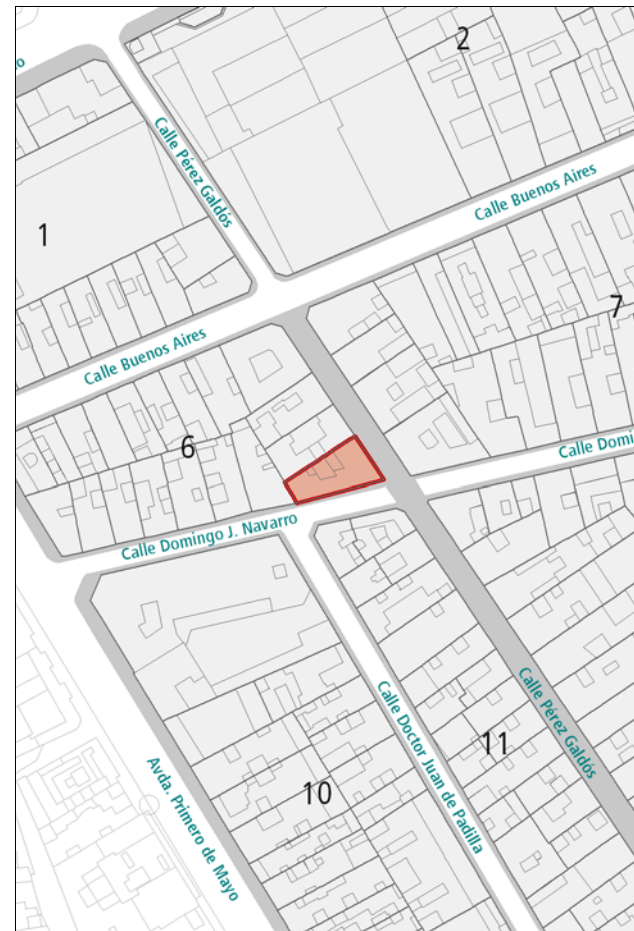 2
Calle Pérez Galdós
Calle Buenos Aires
1
7
Calle Buenos Aires
6
Calle Domi
Calle Domingo J. Navarro
Calle Pérez Galdós
Calle Doctor Juan de Padilla
11
10
Avda. Primero de Mayo